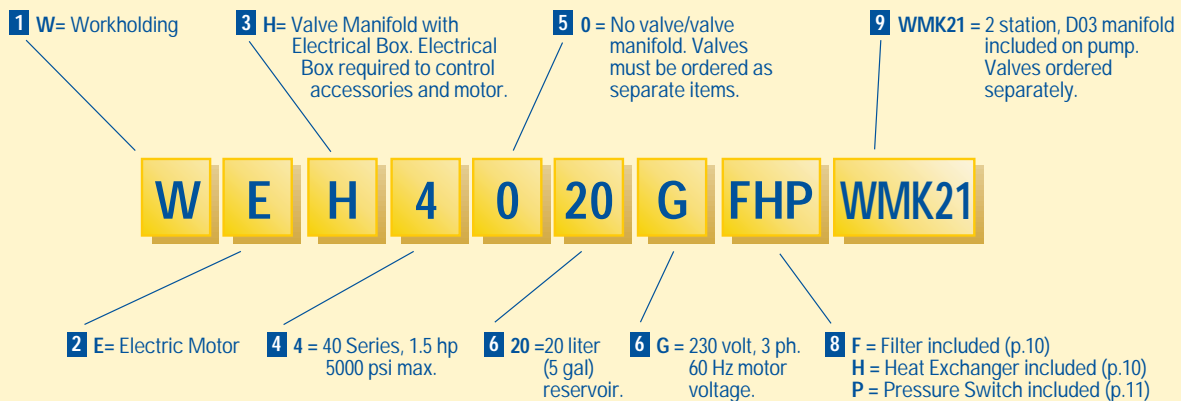 1 W= Workholding
3 H= Valve Manifold with
Electrical Box. Electrical
Box required to control
accessories and motor.
5 0 = No valve/valve
manifold. Valves
must be ordered as
separate items.
9 WMK21 = 2 station, D03 manifold
included on pump.
Valves ordered
separately.
W E H 4 0 20 G FHP WMK21
2 E= Electric Motor
4 4 = 40 Series, 1.5 hp
5000 psi max.
6 20 =20 liter
(5 gal)
reservoir.
6 G = 230 volt, 3 ph.
60 Hz motor
voltage.
8 F = Filter included (p.10)
H = Heat Exchanger included (p.10)
P = Pressure Switch included (p.11)